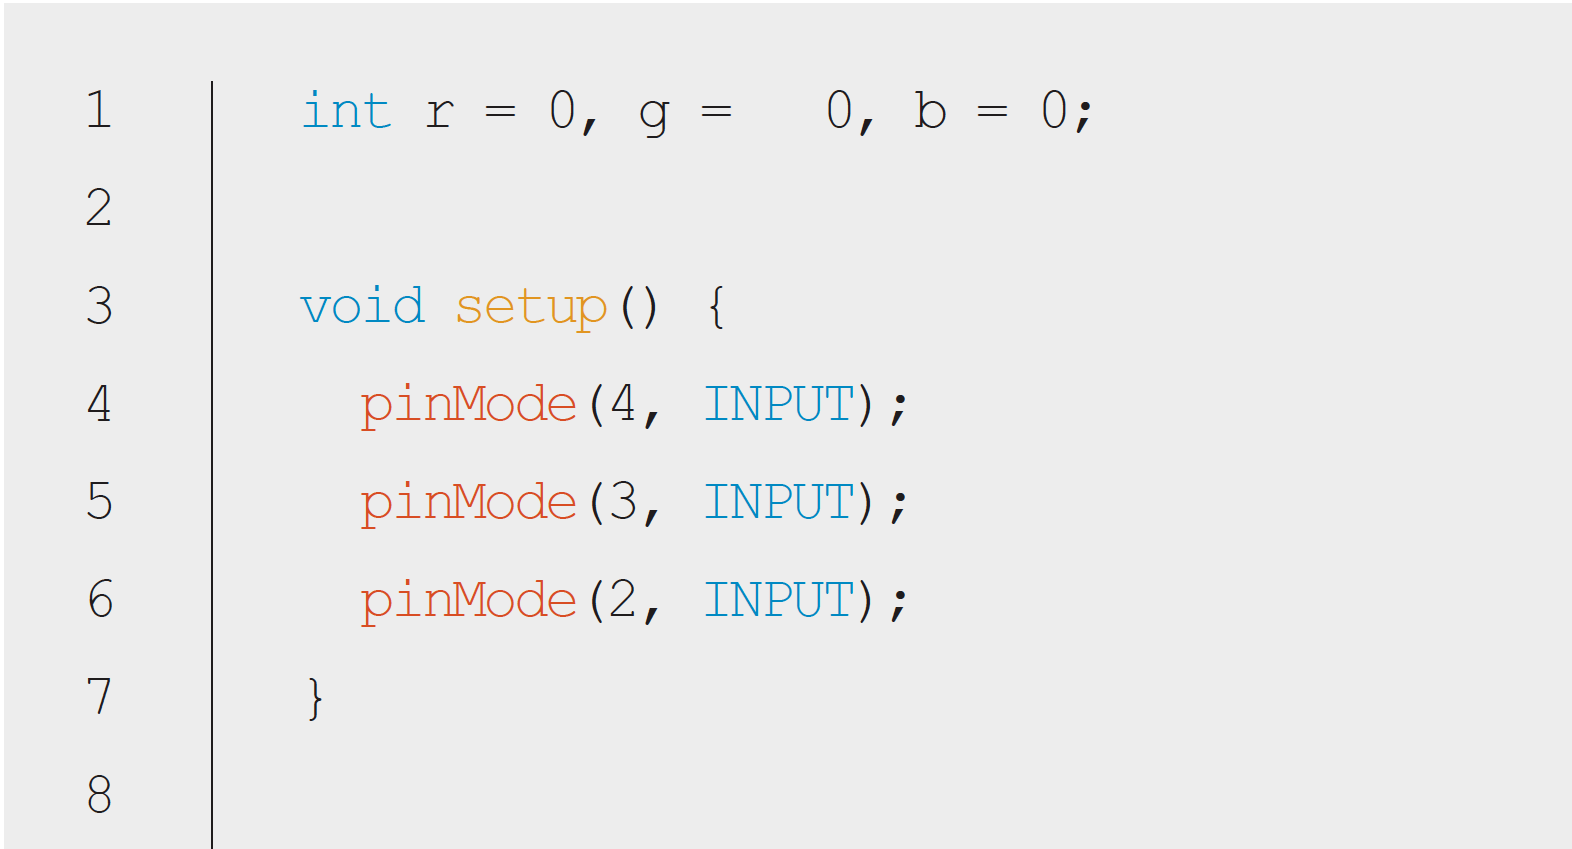 1 int r = 0, g =   0, b = 0;
2
3 void setup() {
4   pinMode(4, INPUT);
5   pinMode(3, INPUT);
6   pinMode(2, INPUT);
7 }
8